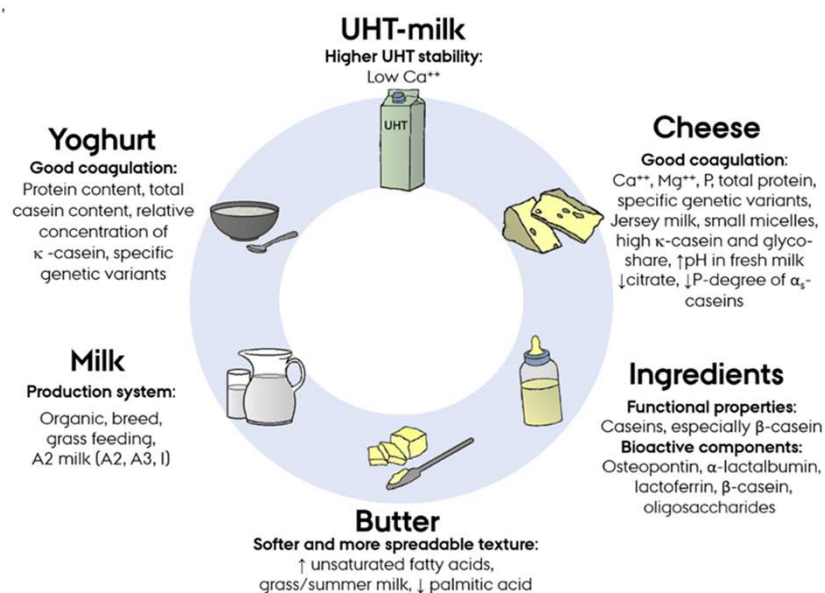 UHT-milk
Higher UHT stability:
Low Ca⁺⁺
UHT
Cheese
Good coagulation:
Ca⁺⁺, Mg⁺⁺, P, total protein,
specific genetic variants,
Jersey milk, small micelles,
high κ-casein and glyco-
share, ↑pH in fresh milk
↓citrate, ↓P-degree of αₛ-
caseins
Ingredients
Functional properties:
Caseins, especially β-casein
Bioactive components:
Osteopontin, α-lactalbumin,
lactoferrin, β-casein,
oligosaccharides
Butter
Softer and more spreadable texture:
↑ unsaturated fatty acids,
grass/summer milk, ↓ palmitic acid
Milk
Production system:
Organic, breed,
grass feeding,
A2 milk (A2, A3, I)
Yoghurt
Good coagulation:
Protein content, total
casein content, relative
concentration of
κ -casein, specific
genetic variants